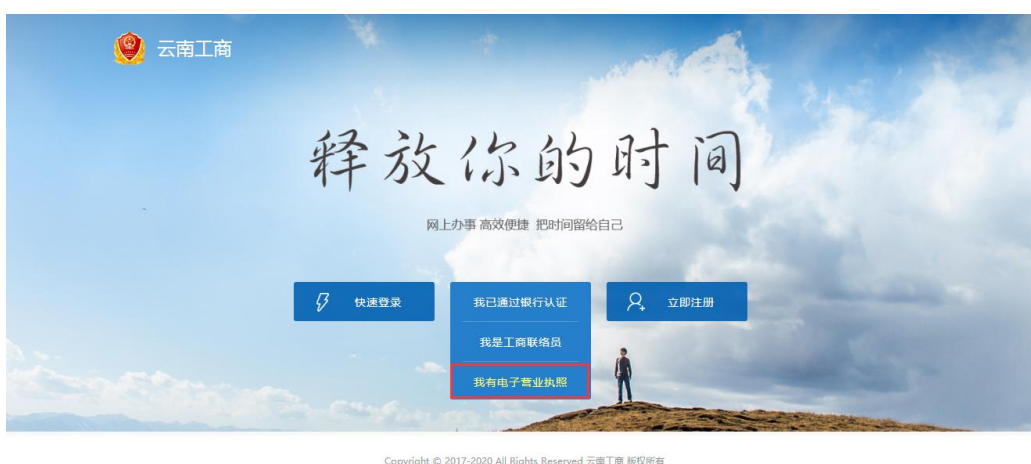 云南工商
释放你的时间
网上办事 高效便捷 把时间留给自己
快速登录
我已通过银行认证
立即注册
我是工商联络员
我有电子营业执照
Copyright © 2017-2020 All Rights Reserved 云南工商 版权所有